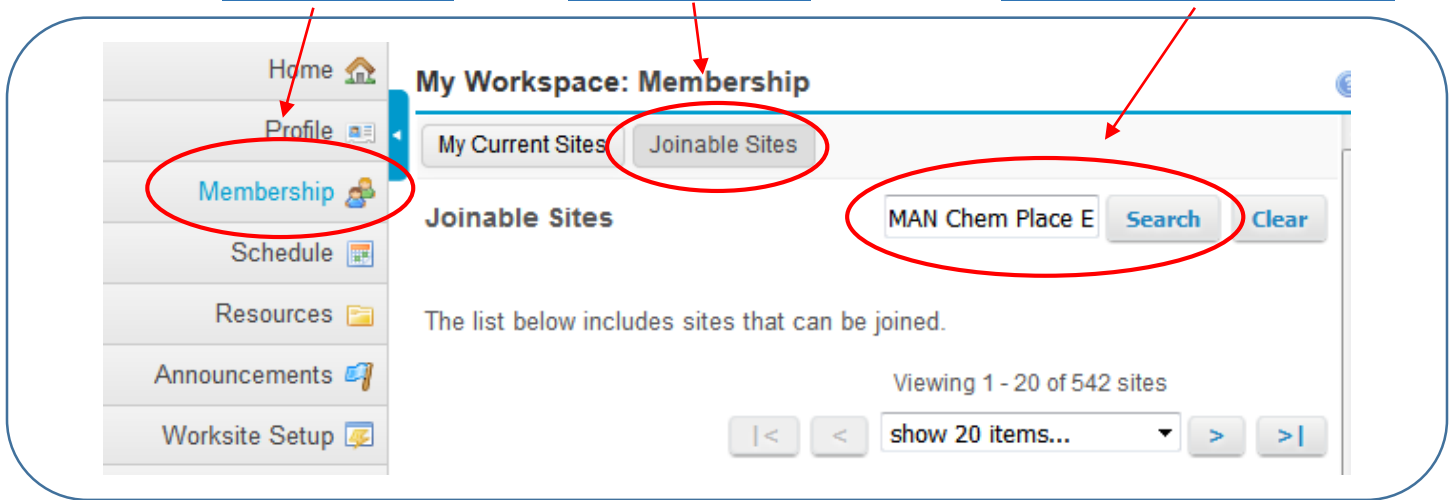 Home
Profile
Membership
Schedule
Resources
Announcements
Worksite Setup
My Workspace: Membership
My Current Sites
Joinable Sites
Joinable Sites
MAN Chem Place E
Search
Clear
The list below includes sites that can be joined.
Viewing 1 - 20 of 542 sites
|<
<
show 20 items...
>
>|